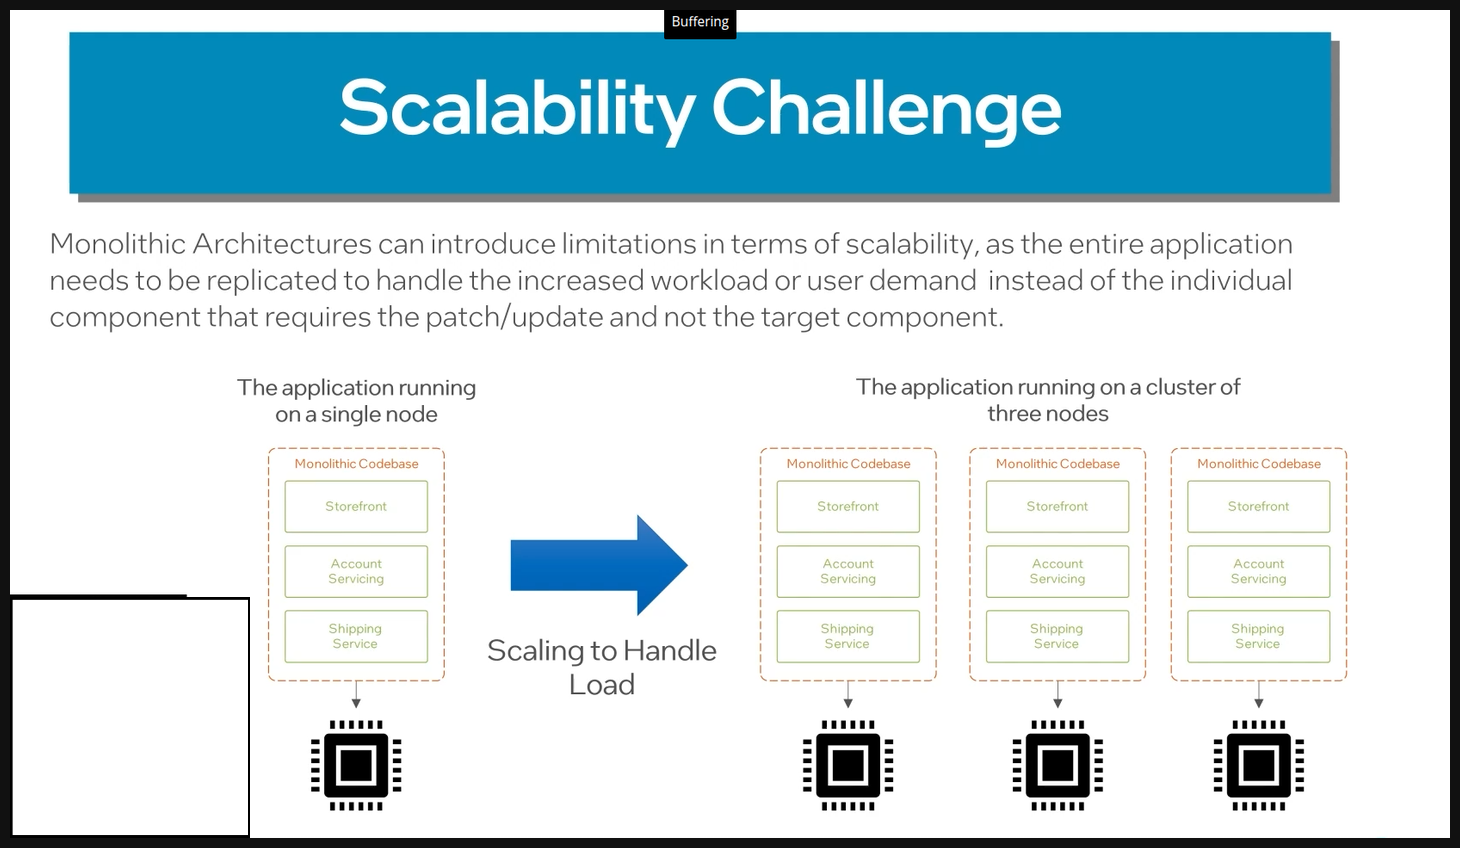 Buffering
Scalability Challenge
Monolithic Architectures can introduce limitations in terms of scalability, as the entire application
needs to be replicated to handle the increased workload or user demand  instead of the individual
component that requires the patch/update and not the target component.
The application running
on a single node
The application running on a cluster of
three nodes
Monolithic Codebase
Storefront
Account
Servicing
Shipping
Service
Scaling to Handle
Load
Monolithic Codebase
Storefront
Account
Servicing
Shipping
Service
Monolithic Codebase
Storefront
Account
Servicing
Shipping
Service
Monolithic Codebase
Storefront
Account
Servicing
Shipping
Service